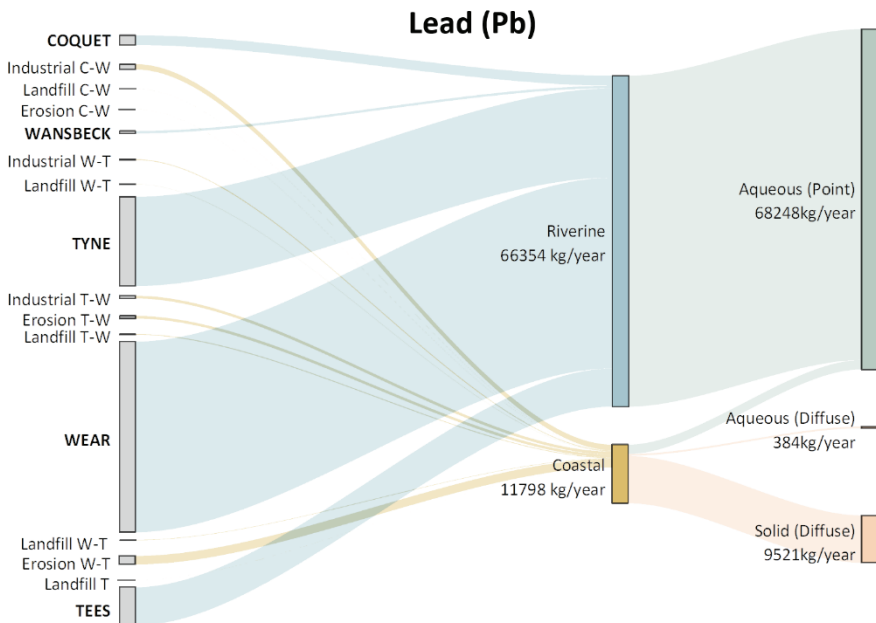 Lead (Pb)
COQUET
Industrial C-W
Landfill C-W
Erosion C-W
WANSBECK
Industrial W-T
Landfill W-T
TYNE
Industrial T-W
Erosion T-W
Landfill T-W
WEAR
Landfill W-T
Erosion W-T
Landfill T
TEES
Riverine
66354 kg/year
Coastal
11798 kg/year
Aqueous (Point)
68248kg/year
Aqueous (Diffuse)
384kg/year
Solid (Diffuse)
9521kg/year